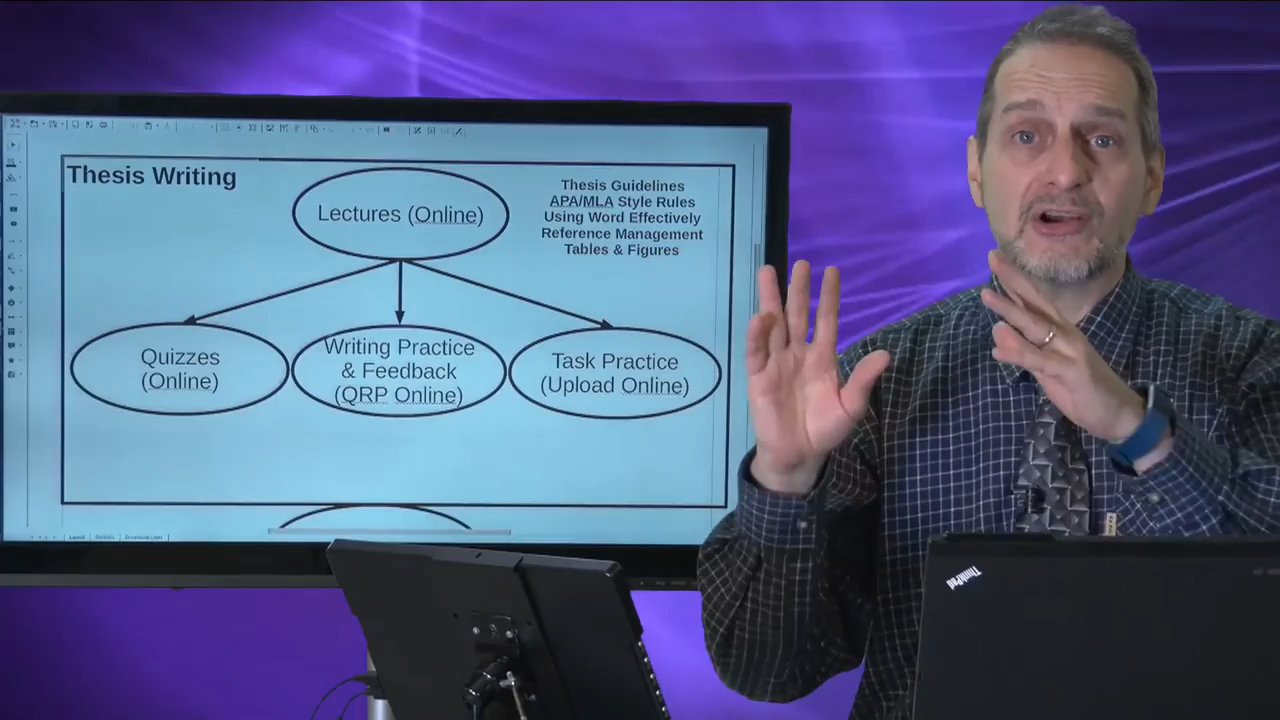 Thesis Writing
Lectures (Online)
Thesis Guidelines
APA/MLA Style Rules
Using Word Effectively
Reference Management
Tables & Figures
Quizzes
(Online)
Writing Practice
& Feedback
(QRP Online)
Task Practice
(Upload Online)
ThinkPad